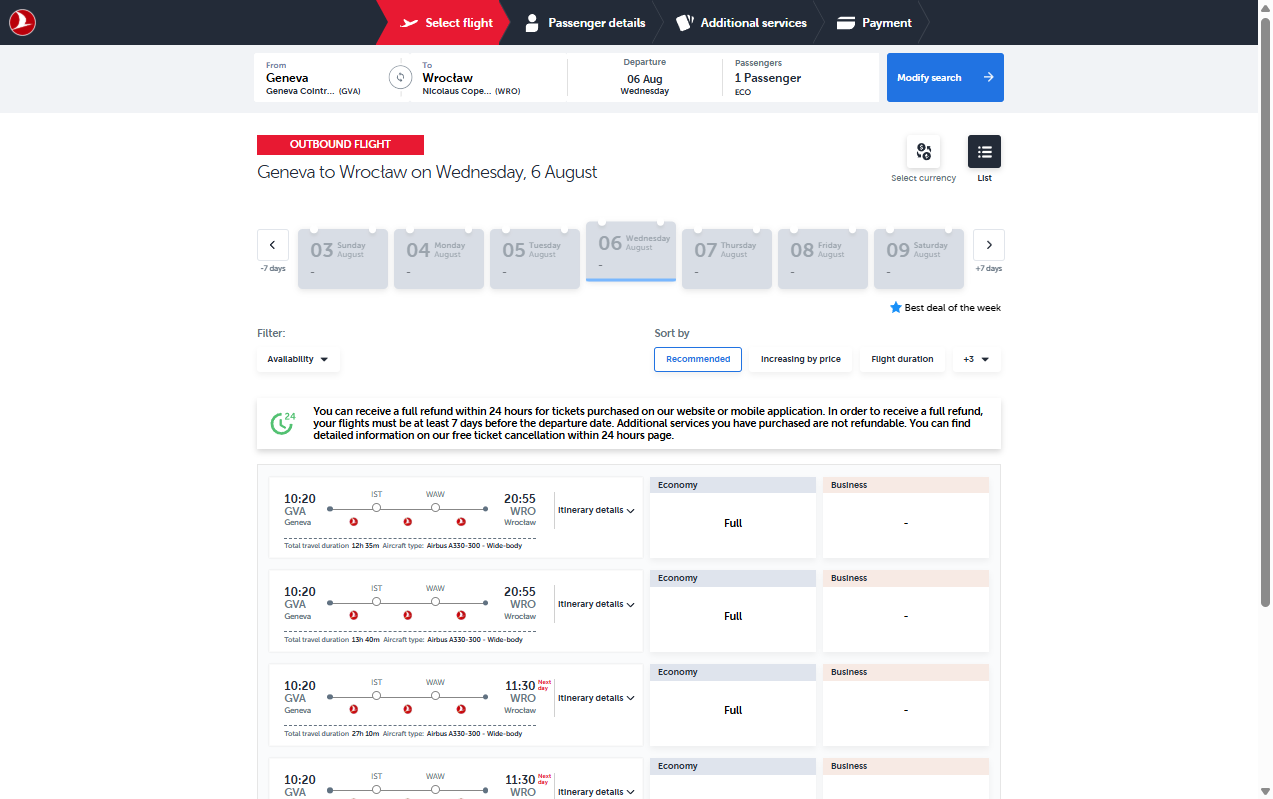 Select flight
Passenger details
Additional services
Payment
From
Geneva
Geneva Cointr... (GVA)
To
Wrocław
Nicolaus Cope... (WRO)
Departure
06 Aug
Wednesday
Passengers
1 Passenger
ECO
Modify search
OUTBOUND FLIGHT
Geneva to Wrocław on Wednesday, 6 August
Select currency
List
-7 days
03 Sunday August
-
04 Monday August
-
05 Tuesday August
-
06 Wednesday August
-
07 Thursday August
-
08 Friday August
-
09 Saturday August
-
+7 days
Best deal of the week
Filter:
Availability
Sort by
Recommended
Increasing by price
Flight duration
+3
24
You can receive a full refund within 24 hours for tickets purchased on our website or mobile application. In order to receive a full refund,
your flights must be at least 7 days before the departure date. Additional services you have purchased are not refundable. You can find
detailed information on our free ticket cancellation within 24 hours page.
10:20
GVA
Geneva
IST
WAW
20:55
WRO
Wrocław
Itinerary details
Total travel duration 12h 35m Aircraft type: Airbus A330-300 - Wide-body
Economy
Full
Business
-
10:20
GVA
Geneva
IST
WAW
20:55
WRO
Wrocław
Itinerary details
Total travel duration 13h 40m Aircraft type: Airbus A330-300 - Wide-body
Economy
Full
Business
-
10:20
GVA
Geneva
IST
WAW
11:30 Next day
WRO
Wrocław
Itinerary details
Total travel duration 27h 10m Aircraft type: Airbus A330-300 - Wide-body
Economy
Full
Business
-
10:20
GVA
IST
WAW
11:30 Next day
WRO
Itinerary details
Economy
Business